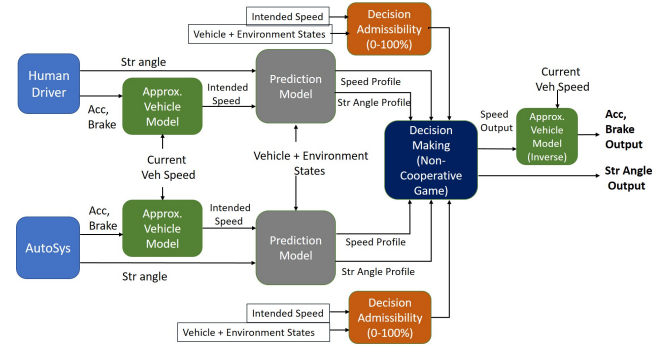 Intended Speed
Vehicle + Environment States
Decision
Admissibility
(0-100%)
Human
Driver
Str angle
Acc,
Brake
Approx.
Vehicle
Model
Intended
Speed
Prediction
Model
Speed Profile
Str Angle Profile
Current
Veh Speed
Vehicle + Environment
States
Decision
Making
(Non-
Cooperative
Game)
Speed
Output
Current
Veh Speed
Approx.
Vehicle
Model
(Inverse)
Acc,
Brake
Output
Str Angle
Output
AutoSys
Acc,
Brake
Str angle
Approx.
Vehicle
Model
Intended
Speed
Prediction
Model
Speed Profile
Str Angle Profile
Intended Speed
Vehicle + Environment States
Decision
Admissibility
(0-100%)